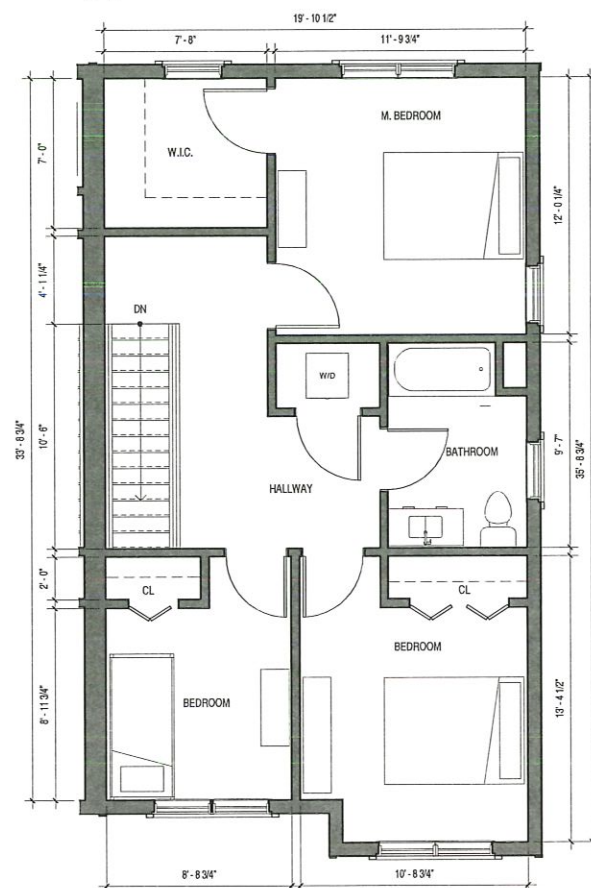 19' - 10 1/2"
7' - 8"
11' - 9 3/4"
M. BEDROOM
W.I.C.
7' - 0"
12' - 0 1/4"
4' - 1 1/4"
DN
W/D
33' - 8 3/4"
10' - 6"
BATHROOM
9' - 7"
35' - 8 3/4"
HALLWAY
2' - 0"
CL
CL
BEDROOM
BEDROOM
8' - 11 3/4"
13' - 4 1/2"
8' - 8 3/4"
10' - 8 3/4"